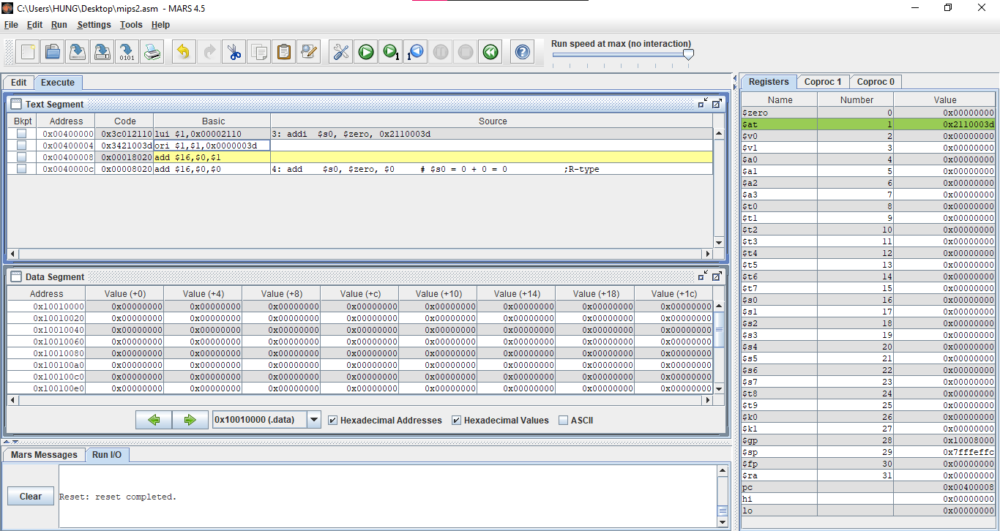 C:\Users\HUNG\Desktop\mips2.asm - MARS 4.5
File Edit Run Settings Tools Help
0101
1
1
Run speed at max (no interaction)
Edit Execute
Text Segment
Bkpt Address Code Basic Source
0x00400000 0x3c012110 lui $1,0x00002110 3: addi $s0, $zero, 0x2110003d
0x00400004 0x3421003d ori $1,$1,0x0000003d
0x00400008 0x00018020 add $16,$0,$1
0x0040000c 0x00008020 add $16,$0,$0 4: add $s0, $zero, $0 # $s0 = 0 + 0 = 0 ;R-type
Data Segment
Address Value (+0) Value (+4) Value (+8) Value (+c) Value (+10) Value (+14) Value (+18) Value (+1c)
0x10010000 0x00000000 0x00000000 0x00000000 0x00000000 0x00000000 0x00000000 0x00000000 0x00000000
0x10010020 0x00000000 0x00000000 0x00000000 0x00000000 0x00000000 0x00000000 0x00000000 0x00000000
0x10010040 0x00000000 0x00000000 0x00000000 0x00000000 0x00000000 0x00000000 0x00000000 0x00000000
0x10010060 0x00000000 0x00000000 0x00000000 0x00000000 0x00000000 0x00000000 0x00000000 0x00000000
0x10010080 0x00000000 0x00000000 0x00000000 0x00000000 0x00000000 0x00000000 0x00000000 0x00000000
0x100100a0 0x00000000 0x00000000 0x00000000 0x00000000 0x00000000 0x00000000 0x00000000 0x00000000
0x100100c0 0x00000000 0x00000000 0x00000000 0x00000000 0x00000000 0x00000000 0x00000000 0x00000000
0x100100e0 0x00000000 0x00000000 0x00000000 0x00000000 0x00000000 0x00000000 0x00000000 0x00000000
0x10010000 (.data) Hexadecimal Addresses Hexadecimal Values ASCII
Mars Messages Run I/O
Clear
Reset: reset completed.
Registers Coproc 1 Coproc 0
Name Number Value
$zero 0 0x00000000
$at 1 0x2110003d
$v0 2 0x00000000
$v1 3 0x00000000
$a0 4 0x00000000
$a1 5 0x00000000
$a2 6 0x00000000
$a3 7 0x00000000
$t0 8 0x00000000
$t1 9 0x00000000
$t2 10 0x00000000
$t3 11 0x00000000
$t4 12 0x00000000
$t5 13 0x00000000
$t6 14 0x00000000
$t7 15 0x00000000
$s0 16 0x00000000
$s1 17 0x00000000
$s2 18 0x00000000
$s3 19 0x00000000
$s4 20 0x00000000
$s5 21 0x00000000
$s6 22 0x00000000
$s7 23 0x00000000
$t8 24 0x00000000
$t9 25 0x00000000
$k0 26 0x00000000
$k1 27 0x00000000
$gp 28 0x10008000
$sp 29 0x7fffeffc
$fp 30 0x00000000
$ra 31 0x00000000
pc 0x00400008
hi 0x00000000
lo 0x00000000